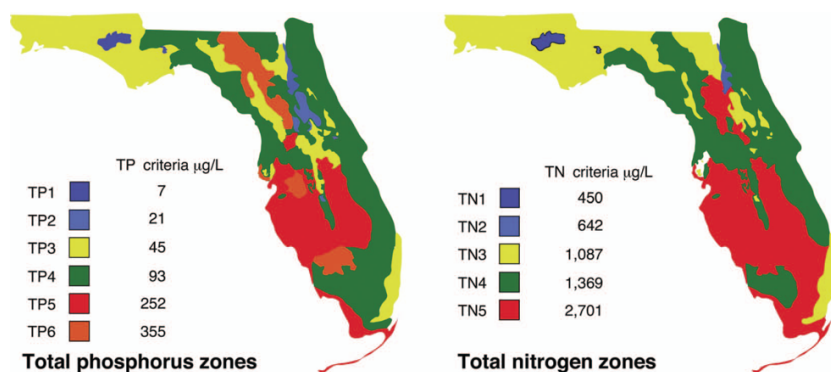 TP criteria µg/L
TP1 7
TP2 21
TP3 45
TP4 93
TP5 252
TP6 355
Total phosphorus zones
TN criteria µg/L
TN1 450
TN2 642
TN3 1,087
TN4 1,369
TN5 2,701
Total nitrogen zones